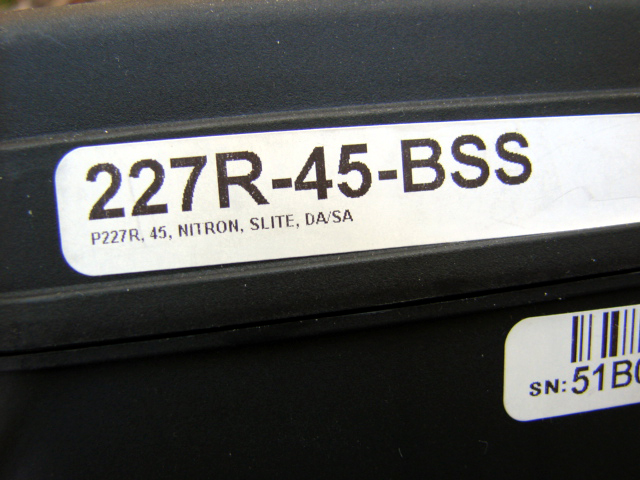 227R-45-BSS
P227R, 45, NITRON, SLITE, DA/SA
SN: 51B